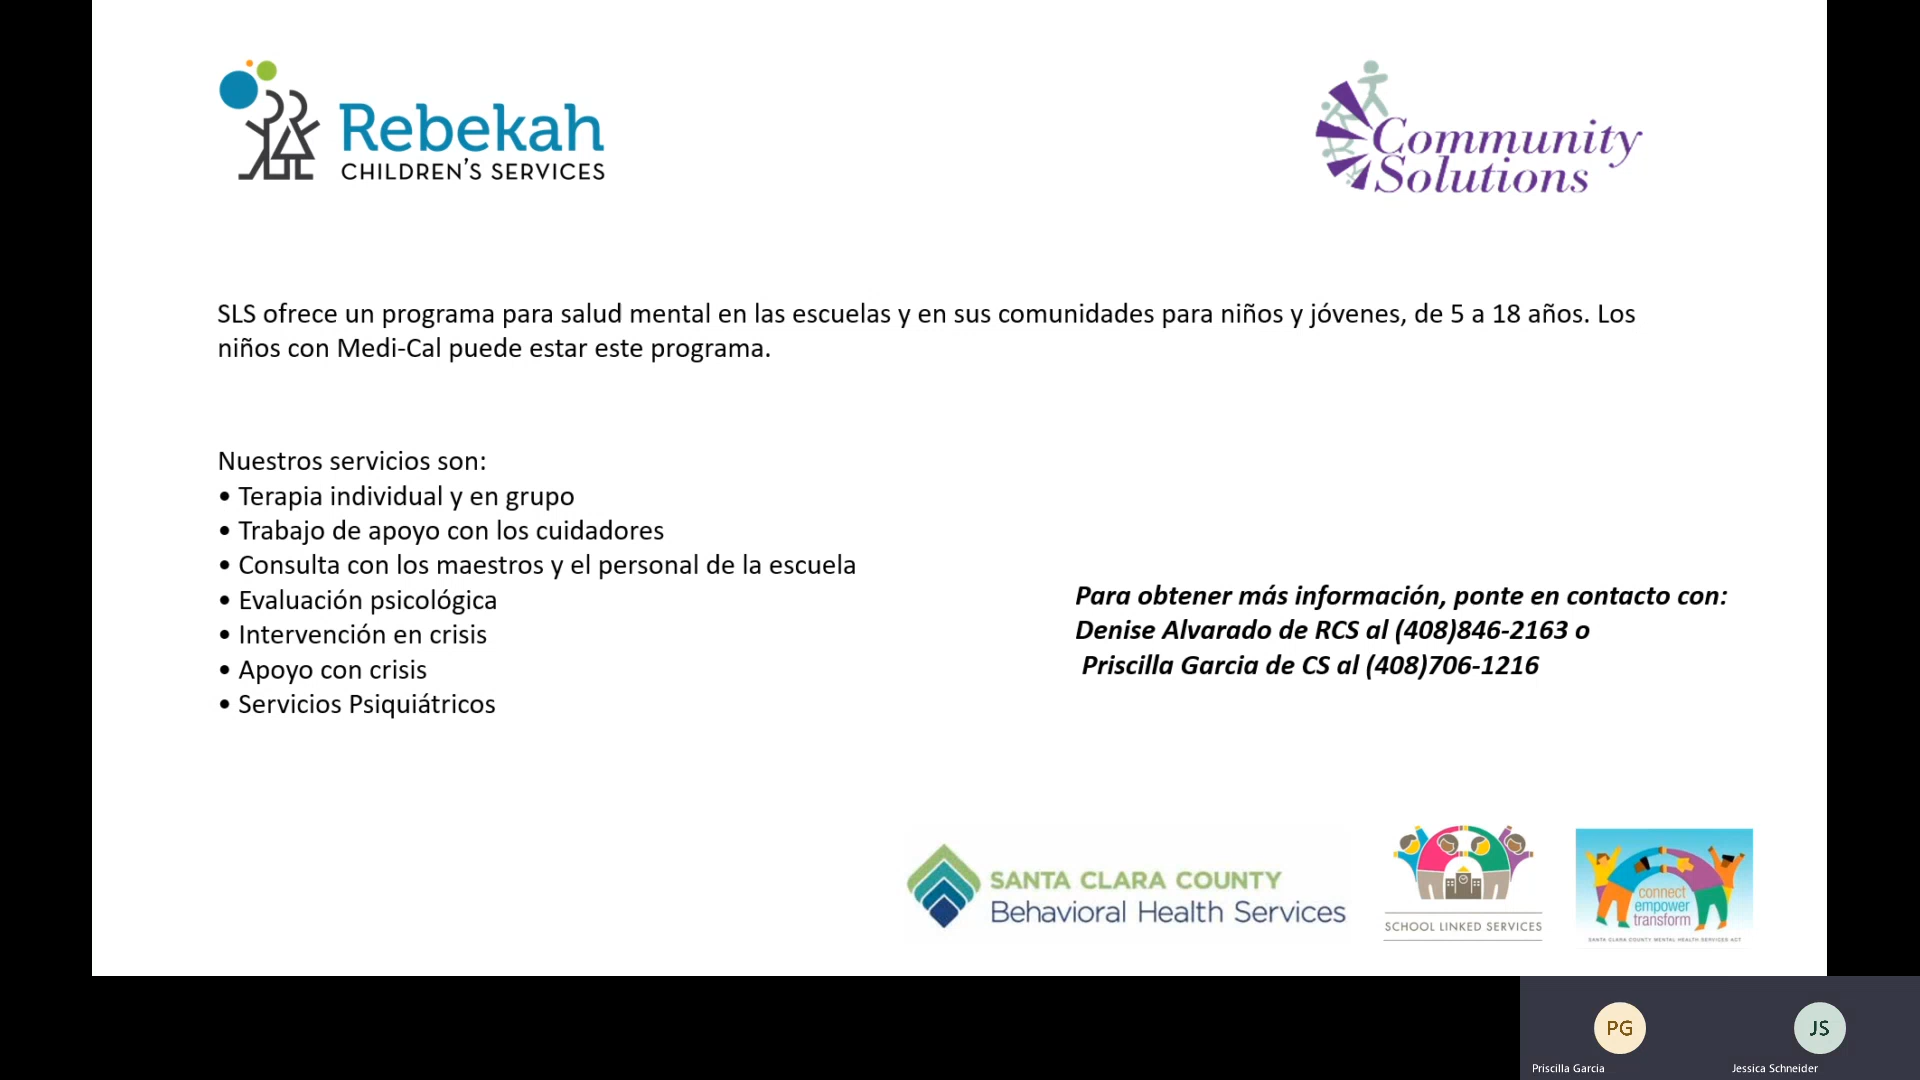 Rebekah
CHILDREN'S SERVICES
Community
Solutions
SLS ofrece un programa para salud mental en las escuelas y en sus comunidades para niños y jóvenes, de 5 a 18 años. Los
niños con Medi-Cal puede estar este programa.
Nuestros servicios son:
• Terapia individual y en grupo
• Trabajo de apoyo con los cuidadores
• Consulta con los maestros y el personal de la escuela
• Evaluación psicológica
• Intervención en crisis
• Apoyo con crisis
• Servicios Psiquiátricos
Para obtener más información, ponte en contacto con:
Denise Alvarado de RCS al (408)846-2163 o
Priscilla Garcia de CS al (408)706-1216
SANTA CLARA COUNTY
Behavioral Health Services
SCHOOL LINKED SERVICES
connect
empower
transform
SANTA CLARA COUNTY MENTAL HEALTH SERVICES ACT
PG
Priscilla Garcia
JS
Jessica Schneider